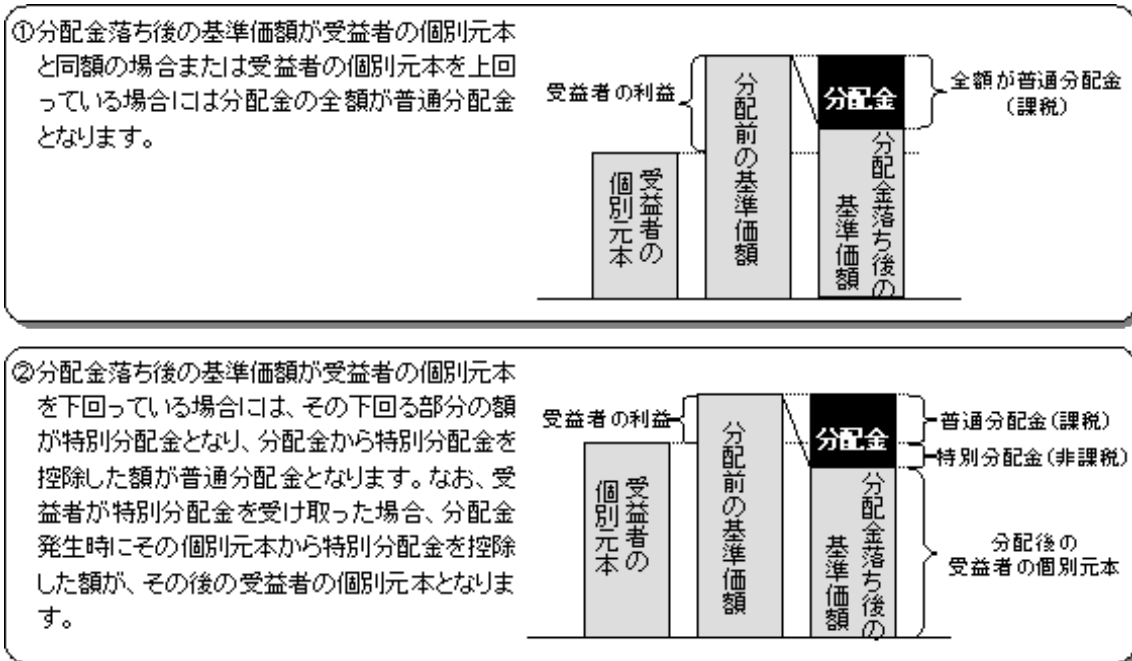 ①分配金落ち後の基準価額が受益者の個別元本
と同額の場合または受益者の個別元本を上回
っている場合には分配金の全額が普通分配金
となります。
受益者の利益
受益者の
個別元本
分配前の基準価額
分配金
分配金落ち後の
基準価額
全額が普通分配金
(課税)
②分配金落ち後の基準価額が受益者の個別元本
を下回っている場合には、その下回る部分の額
が特別分配金となり、分配金から特別分配金を
控除した額が普通分配金となります。なお、受
益者が特別分配金を受け取った場合、分配金
発生時にその個別元本から特別分配金を控除
した額が、その後の受益者の個別元本となりま
す。
受益者の利益
受益者の
個別元本
分配前の基準価額
分配金
分配金落ち後の
基準価額
普通分配金(課税)
特別分配金(非課税)
分配後の
受益者の個別元本